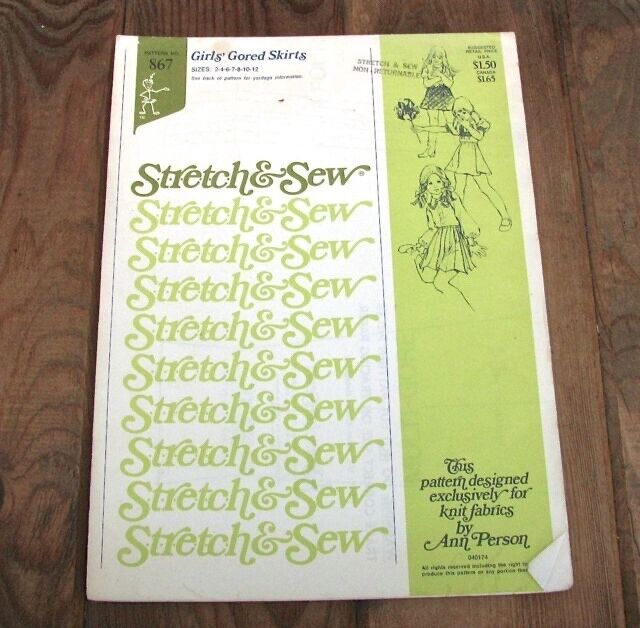 PATTERN NO.
867
Girls' Gored Skirts
SIZES: 2-4-6-7-8-10-12
See back of pattern for yardage information.
STRETCH & SEW
NON-RETURNABLE
SUGGESTED
RETAIL PRICE
U.S.A.
$1.50
CANADA
$1.65
Stretch & Sew®
Stretch & Sew
Stretch & Sew
Stretch & Sew
Stretch & Sew
Stretch & Sew
Stretch & Sew
Stretch & Sew
Stretch & Sew
Stretch & Sew
This
pattern designed
exclusively for
knit fabrics
by
Ann Person
040174
All rights reserved including the right to
produce this pattern or any portion